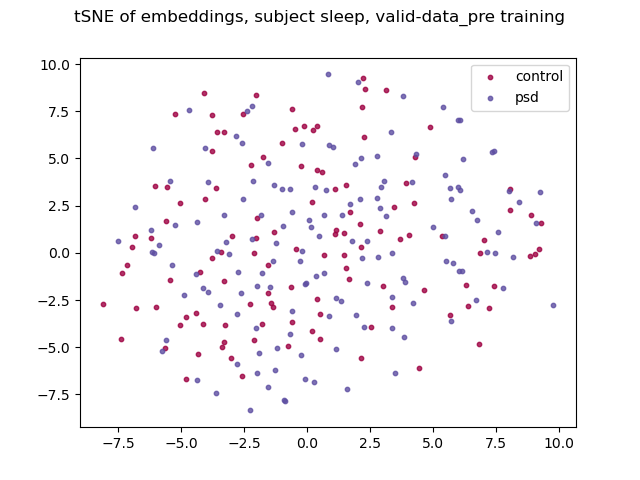 tSNE of embeddings, subject sleep, valid-data_pre training
control
psd
10.0
7.5
5.0
2.5
0.0
−2.5
−5.0
−7.5
−7.5 −5.0 −2.5 0.0 2.5 5.0 7.5 10.0